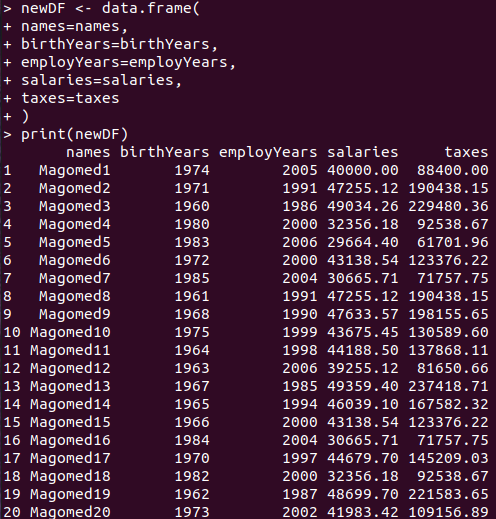 > newDF <- data.frame(
+ names=names,
+ birthYears=birthYears,
+ employYears=employYears,
+ salaries=salaries,
+ taxes=taxes
+ )
> print(newDF)
names birthYears employYears salaries taxes
1 Magomed1 1974 2005 40000.00 88400.00
2 Magomed2 1971 1991 47255.12 190438.15
3 Magomed3 1960 1986 49034.26 229480.36
4 Magomed4 1980 2000 32356.18 92538.67
5 Magomed5 1983 2006 29664.40 61701.96
6 Magomed6 1972 2000 43138.54 123376.22
7 Magomed7 1985 2004 30665.71 71757.75
8 Magomed8 1961 1991 47255.12 190438.15
9 Magomed9 1968 1990 47633.57 198155.65
10 Magomed10 1975 1999 43675.45 130589.60
11 Magomed11 1964 1998 44188.50 137868.11
12 Magomed12 1963 2006 39255.12 81650.66
13 Magomed13 1967 1985 49359.40 237418.71
14 Magomed14 1965 1994 46039.10 167582.32
15 Magomed15 1966 2000 43138.54 123376.22
16 Magomed16 1984 2004 30665.71 71757.75
17 Magomed17 1970 1997 44679.70 145209.03
18 Magomed18 1982 2000 32356.18 92538.67
19 Magomed19 1962 1987 48699.70 221583.65
20 Magomed20 1973 2002 41983.42 109156.89